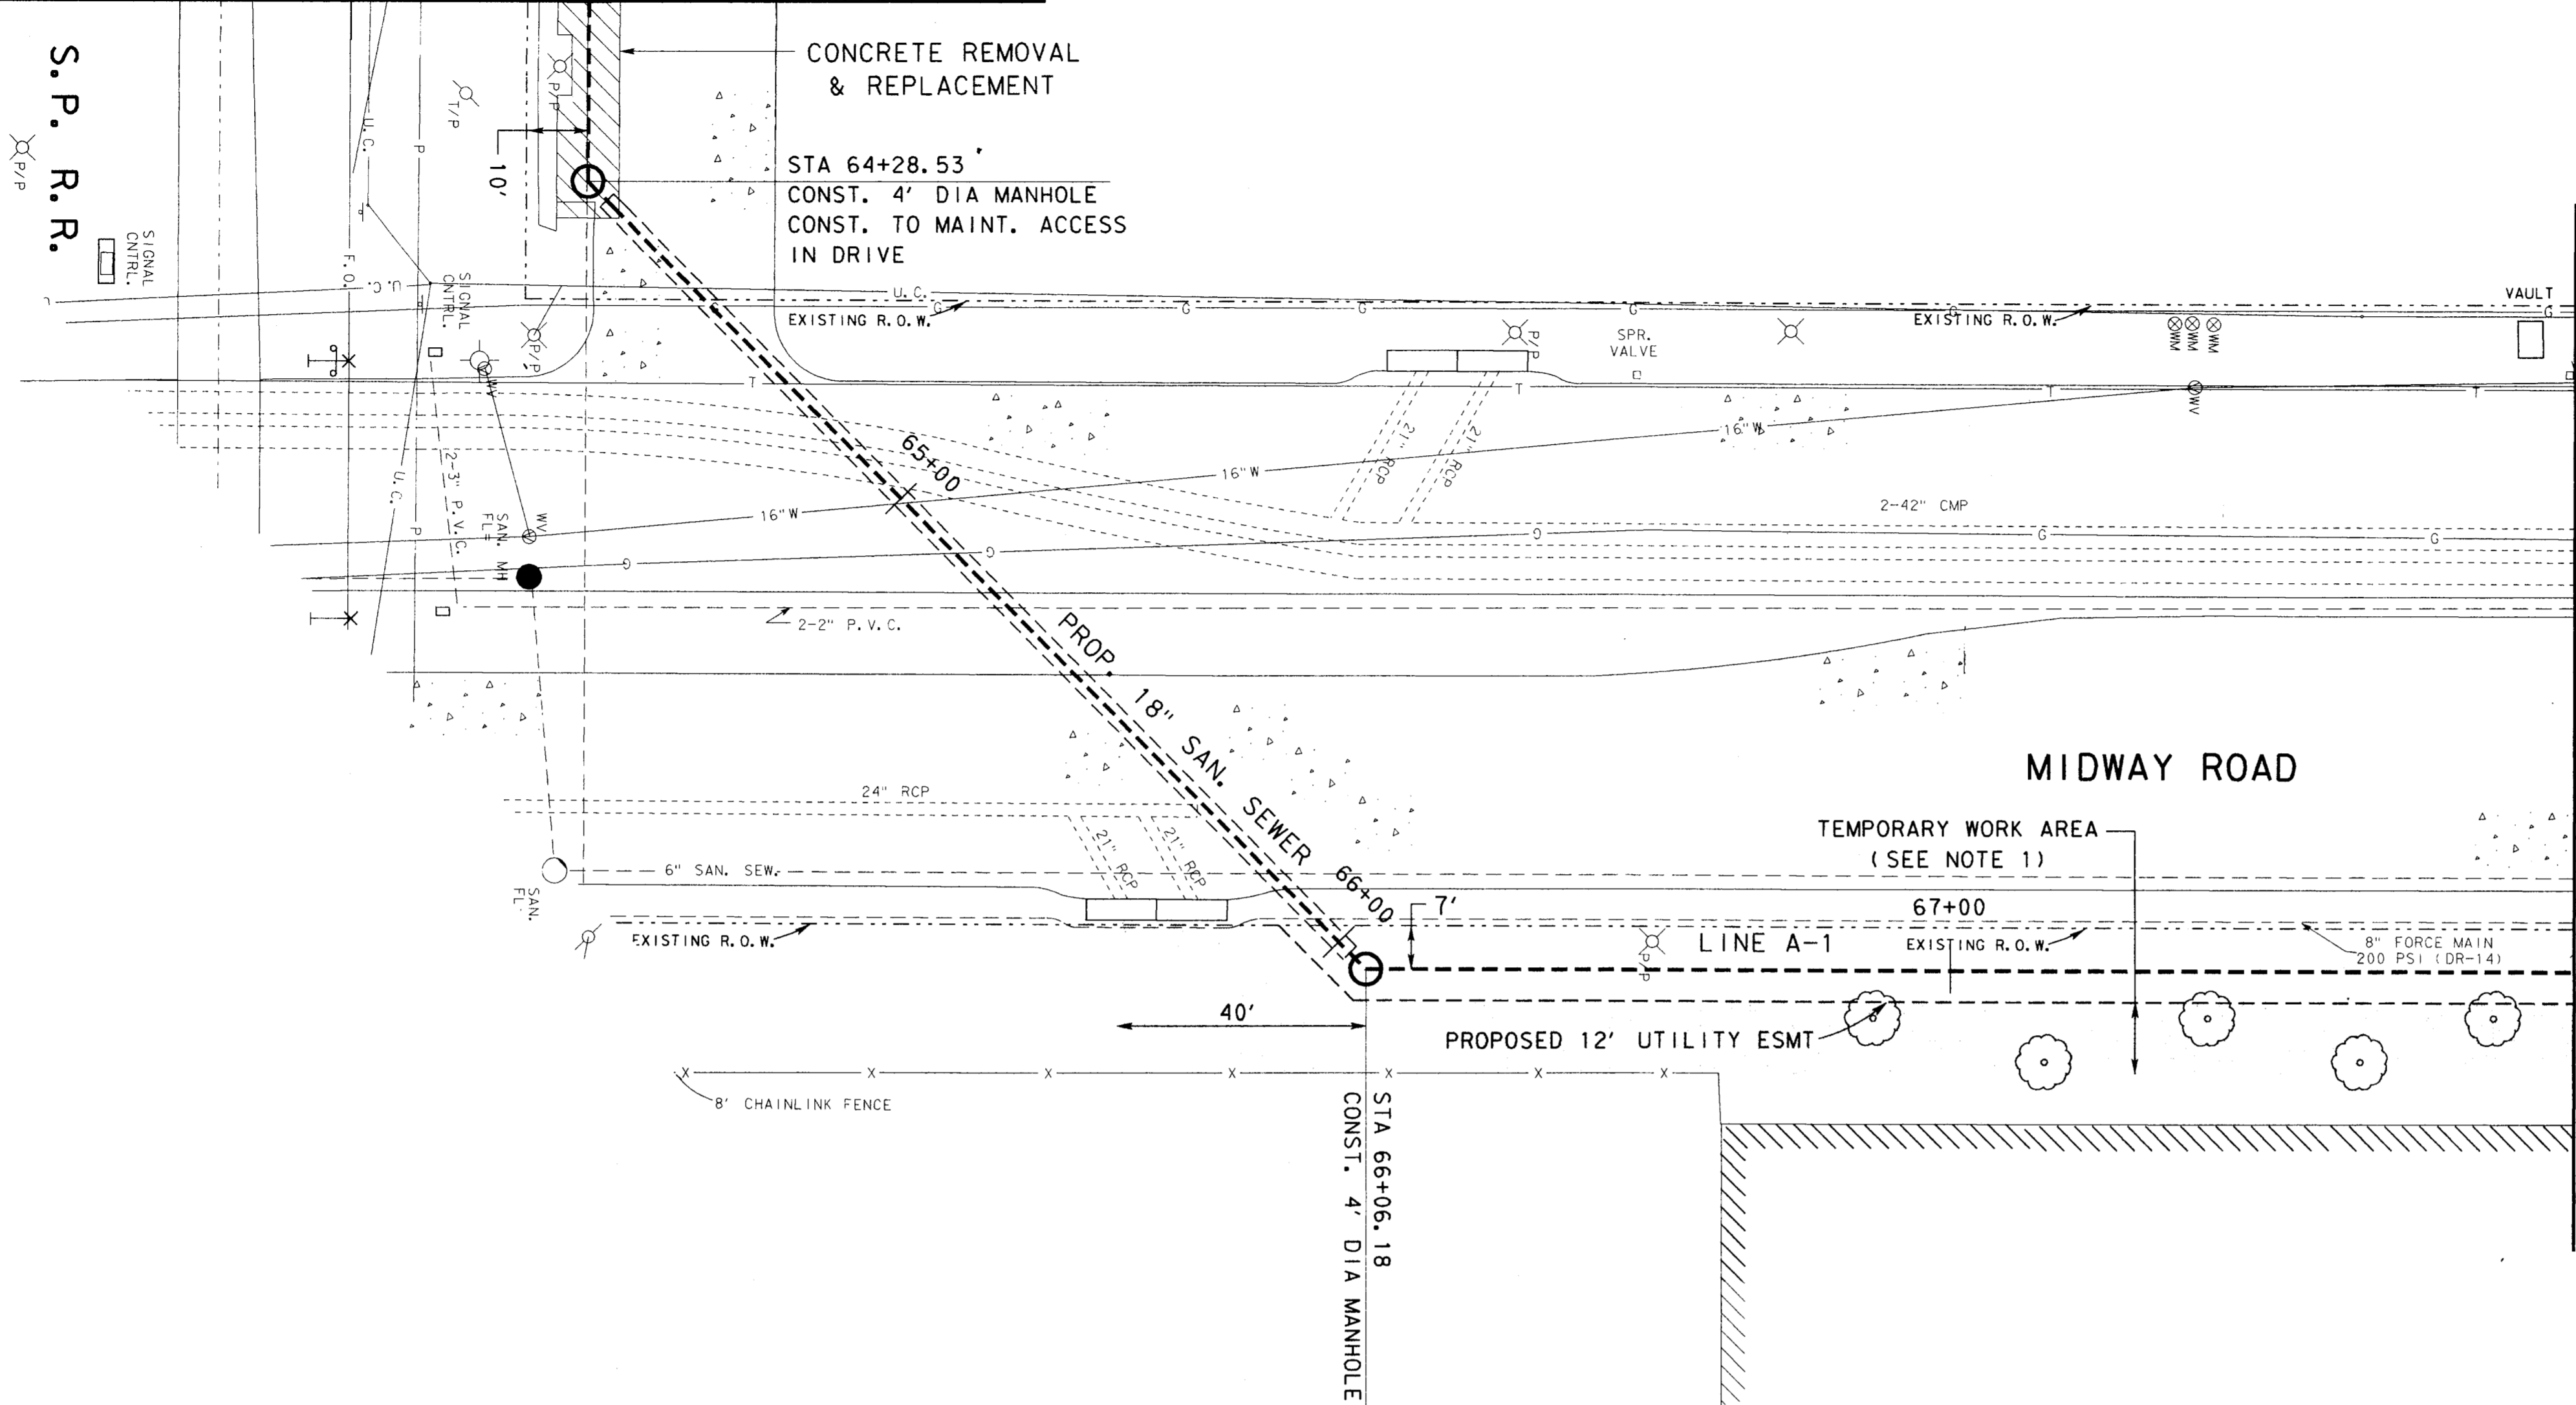 S. P. R. R.
P/P
SIGNAL
CNTRL.
T/P
P/P
10'
U.C.
P
F.O.
U.C.
SIGNAL
CNTRL.
P/P
WV
CONCRETE REMOVAL
& REPLACEMENT
STA 64+28.53
CONST. 4' DIA MANHOLE
CONST. TO MAINT. ACCESS
IN DRIVE
U.C.
G
G
G
G
G
G
G
EXISTING R.O.W.
EXISTING R.O.W.
VAULT
P/P
SPR.
VALVE
WM
WM
WM
T
T
T
T
WV
65+00
16"W
16"W
16"W
21" RCP
21" RCP
2-42" CMP
U.C.
P
2-3" P.V.C.
SAN. MH
FL=
WV
G
G
G
G
G
2-2" P.V.C.
PROP. 18" SAN. SEWER
66+00
MIDWAY ROAD
24" RCP
21" RCP
21" RCP
6" SAN. SEW.
SAN.
FL
TEMPORARY WORK AREA
(SEE NOTE 1)
7'
67+00
EXISTING R.O.W.
P/P
LINE A-1
EXISTING R.O.W.
8" FORCE MAIN
200 PSI (DR-14)
40'
PROPOSED 12' UTILITY ESMT
X
X
X
X
X
X
X
8' CHAINLINK FENCE
STA 66+06.18
CONST. 4' DIA MANHOLE